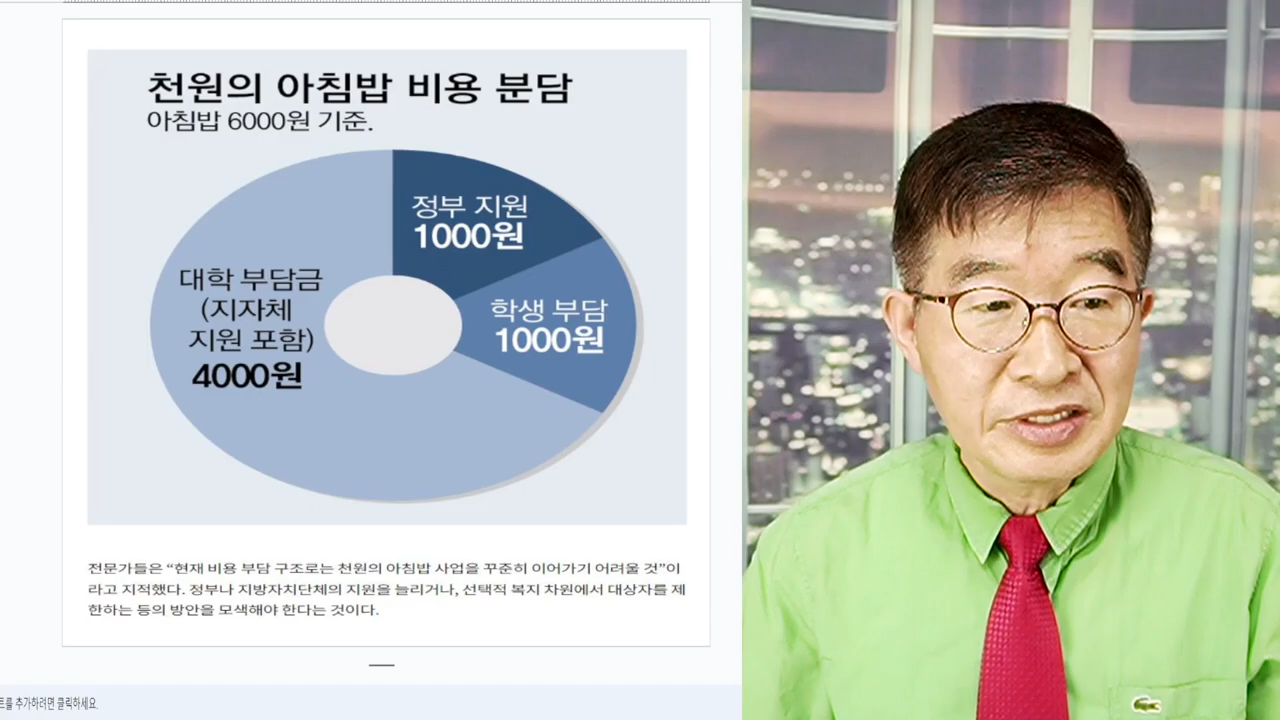 천원의 아침밥 비용 분담
아침밥 6000원 기준.
정부 지원
1000원
대학 부담금
(지자체
지원 포함)
4000원
학생 부담
1000원
전문가들은 “현재 비용 부담 구조로는 천원의 아침밥 사업을 꾸준히 이어가기 어려울 것”이
라고 지적했다. 정부나 지방자치단체의 지원을 늘리거나, 선택적 복지 차원에서 대상자를 제
한하는 등의 방안을 모색해야 한다는 것이다.
트를 추가하려면 클릭하세요.